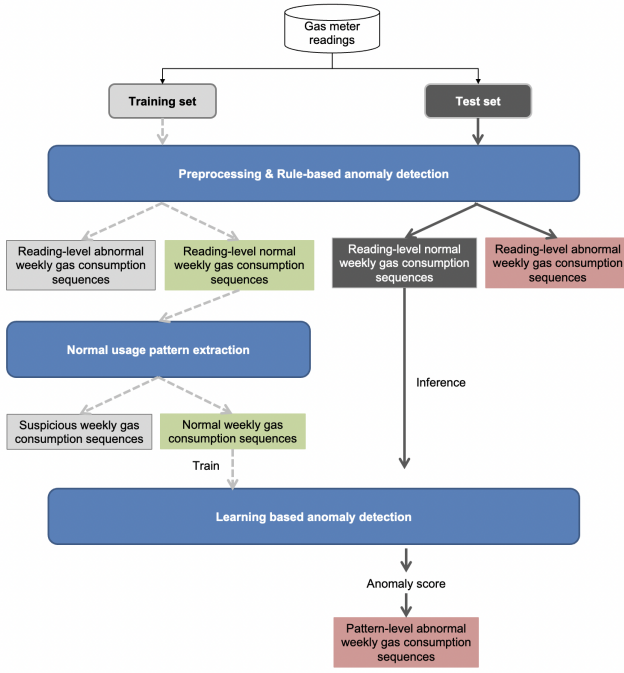 Gas meter
readings
Training set
Test set
Preprocessing & Rule-based anomaly detection
Reading-level abnormal
weekly gas consumption
sequences
Reading-level normal
weekly gas consumption
sequences
Reading-level normal
weekly gas consumption
sequences
Reading-level abnormal
weekly gas consumption
sequences
Normal usage pattern extraction
Inference
Suspicious weekly gas
consumption sequences
Normal weekly gas
consumption sequences
Train
Learning based anomaly detection
Anomaly score
Pattern-level abnormal
weekly gas consumption
sequences